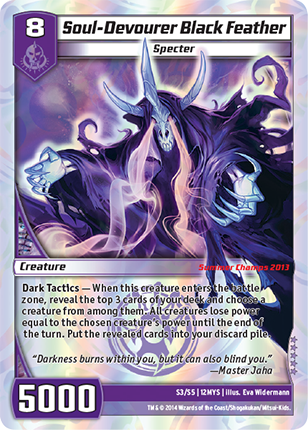 8
Soul-Devourer Black Feather
Specter
Creature
Summer Champs 2013
Dark Tactics — When this creature enters the battle
zone, reveal the top 3 cards of your deck and choose a
creature from among them. All creatures lose power
equal to the chosen creature's power until the end of
the turn. Put the revealed cards into your discard pile.
"Darkness burns within you, but it can also blind you."
—Master Jaha
5000
S3/S5 | 12MYS | Illus. Eva Widermann
TM & © 2014 Wizards of the Coast/Shogakukan/Mitsui-Kids.